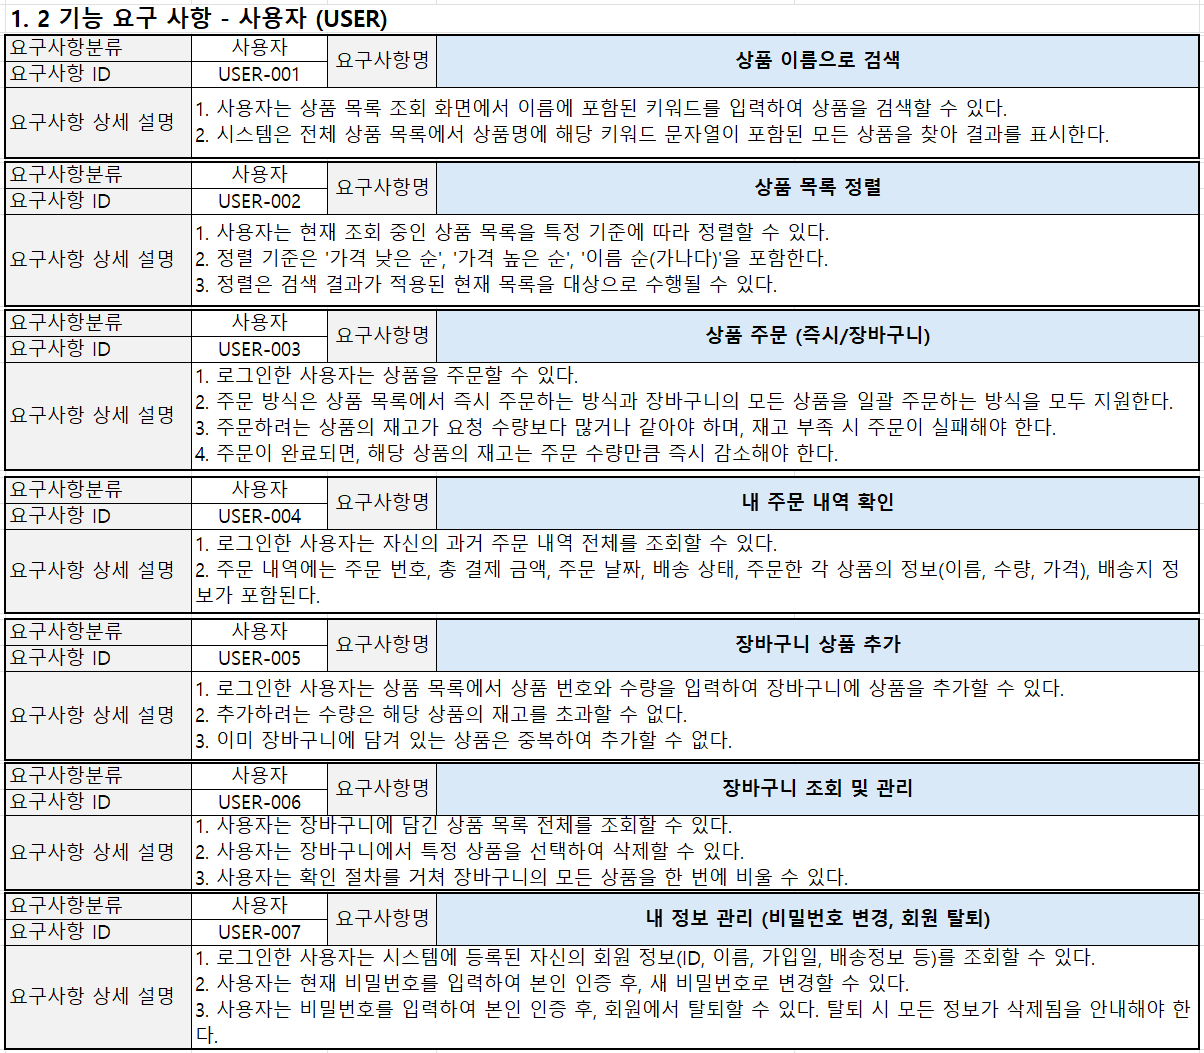 1. 2 기능 요구 사항 - 사용자 (USER)
요구사항분류 사용자 요구사항명 상품 이름으로 검색
요구사항 ID USER-001
요구사항 상세 설명
1. 사용자는 상품 목록 조회 화면에서 이름에 포함된 키워드를 입력하여 상품을 검색할 수 있다.
2. 시스템은 전체 상품 목록에서 상품명에 해당 키워드 문자열이 포함된 모든 상품을 찾아 결과를 표시한다.
요구사항분류 사용자 요구사항명 상품 목록 정렬
요구사항 ID USER-002
요구사항 상세 설명
1. 사용자는 현재 조회 중인 상품 목록을 특정 기준에 따라 정렬할 수 있다.
2. 정렬 기준은 '가격 낮은 순', '가격 높은 순', '이름 순(가나다)'을 포함한다.
3. 정렬은 검색 결과가 적용된 현재 목록을 대상으로 수행될 수 있다.
요구사항분류 사용자 요구사항명 상품 주문 (즉시/장바구니)
요구사항 ID USER-003
요구사항 상세 설명
1. 로그인한 사용자는 상품을 주문할 수 있다.
2. 주문 방식은 상품 목록에서 즉시 주문하는 방식과 장바구니의 모든 상품을 일괄 주문하는 방식을 모두 지원한다.
3. 주문하려는 상품의 재고가 요청 수량보다 많거나 같아야 하며, 재고 부족 시 주문이 실패해야 한다.
4. 주문이 완료되면, 해당 상품의 재고는 주문 수량만큼 즉시 감소해야 한다.
요구사항분류 사용자 요구사항명 내 주문 내역 확인
요구사항 ID USER-004
요구사항 상세 설명
1. 로그인한 사용자는 자신의 과거 주문 내역 전체를 조회할 수 있다.
2. 주문 내역에는 주문 번호, 총 결제 금액, 주문 날짜, 배송 상태, 주문한 각 상품의 정보(이름, 수량, 가격), 배송지 정
보가 포함된다.
요구사항분류 사용자 요구사항명 장바구니 상품 추가
요구사항 ID USER-005
요구사항 상세 설명
1. 로그인한 사용자는 상품 목록에서 상품 번호와 수량을 입력하여 장바구니에 상품을 추가할 수 있다.
2. 추가하려는 수량은 해당 상품의 재고를 초과할 수 없다.
3. 이미 장바구니에 담겨 있는 상품은 중복하여 추가할 수 없다.
요구사항분류 사용자 요구사항명 장바구니 조회 및 관리
요구사항 ID USER-006
요구사항 상세 설명
1. 사용자는 장바구니에 담긴 상품 목록 전체를 조회할 수 있다.
2. 사용자는 장바구니에서 특정 상품을 선택하여 삭제할 수 있다.
3. 사용자는 확인 절차를 거쳐 장바구니의 모든 상품을 한 번에 비울 수 있다.
요구사항분류 사용자 요구사항명 내 정보 관리 (비밀번호 변경, 회원 탈퇴)
요구사항 ID USER-007
요구사항 상세 설명
1. 로그인한 사용자는 시스템에 등록된 자신의 회원 정보(ID, 이름, 가입일, 배송정보 등)를 조회할 수 있다.
2. 사용자는 현재 비밀번호를 입력하여 본인 인증 후, 새 비밀번호로 변경할 수 있다.
3. 사용자는 비밀번호를 입력하여 본인 인증 후, 회원에서 탈퇴할 수 있다. 탈퇴 시 모든 정보가 삭제됨을 안내해야 한
다.